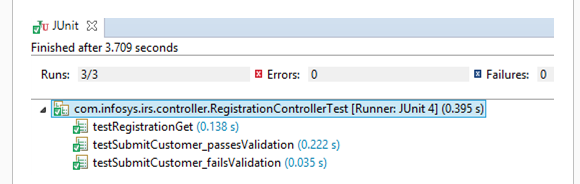 JUnit
Finished after 3.709 seconds
Runs: 3/3 Errors: 0 Failures: 0
com.infosys.irs.controller.RegistrationControllerTest [Runner: JUnit 4] (0.395 s)
testRegistrationGet (0.138 s)
testSubmitCustomer_passesValidation (0.222 s)
testSubmitCustomer_failsValidation (0.035 s)